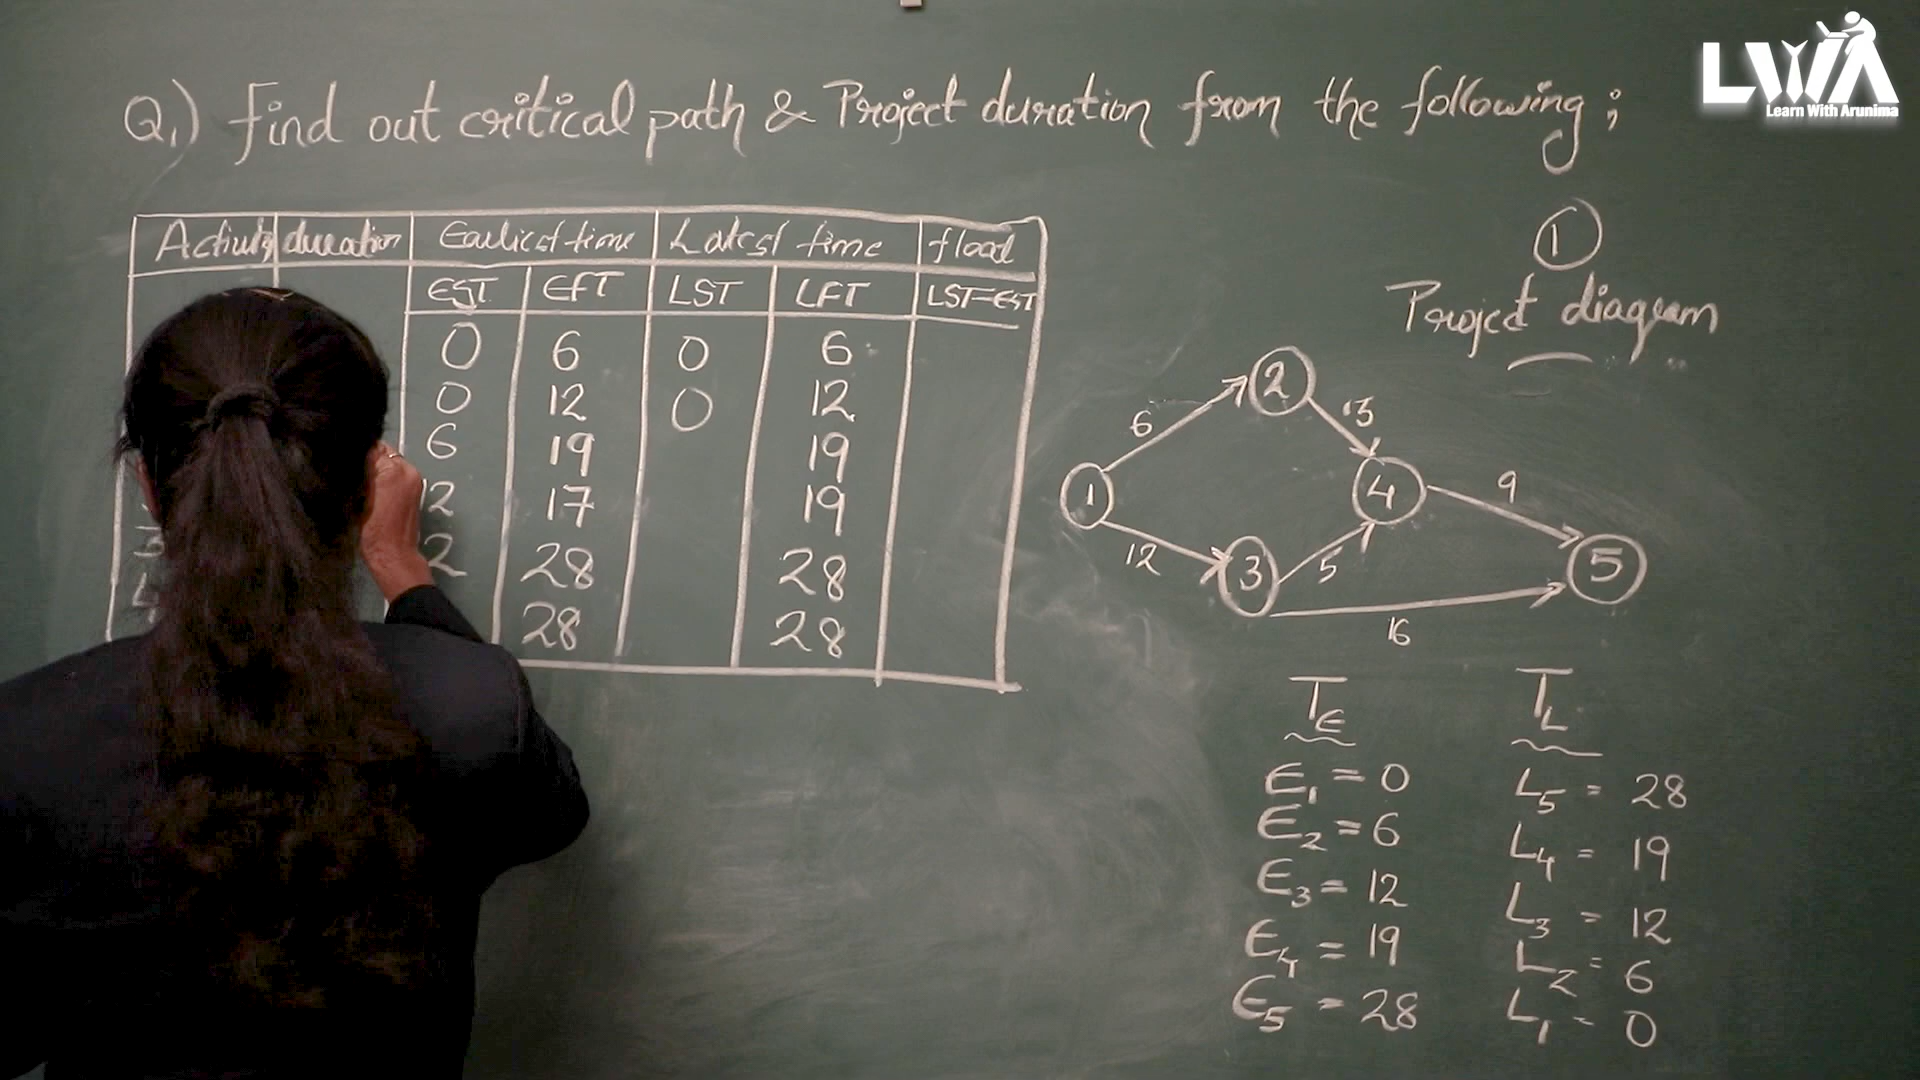 LWA
Learn With Arunima
Q1) Find out critical path & Project duration from the following;
Activity duration Earliest time Latest time float
EST EFT LST LFT LST-EST
0 6 0 6
0 12 0 12
6 19 19
12 17 19
2 28 28
28 28
1
Project diagram
2
6
13
1
4
9
12
3
5
5
16
TE TL
E1 = 0 L5 = 28
E2 = 6 L4 = 19
E3 = 12 L3 = 12
E4 = 19 L2 = 6
E5 = 28 L1 = 0